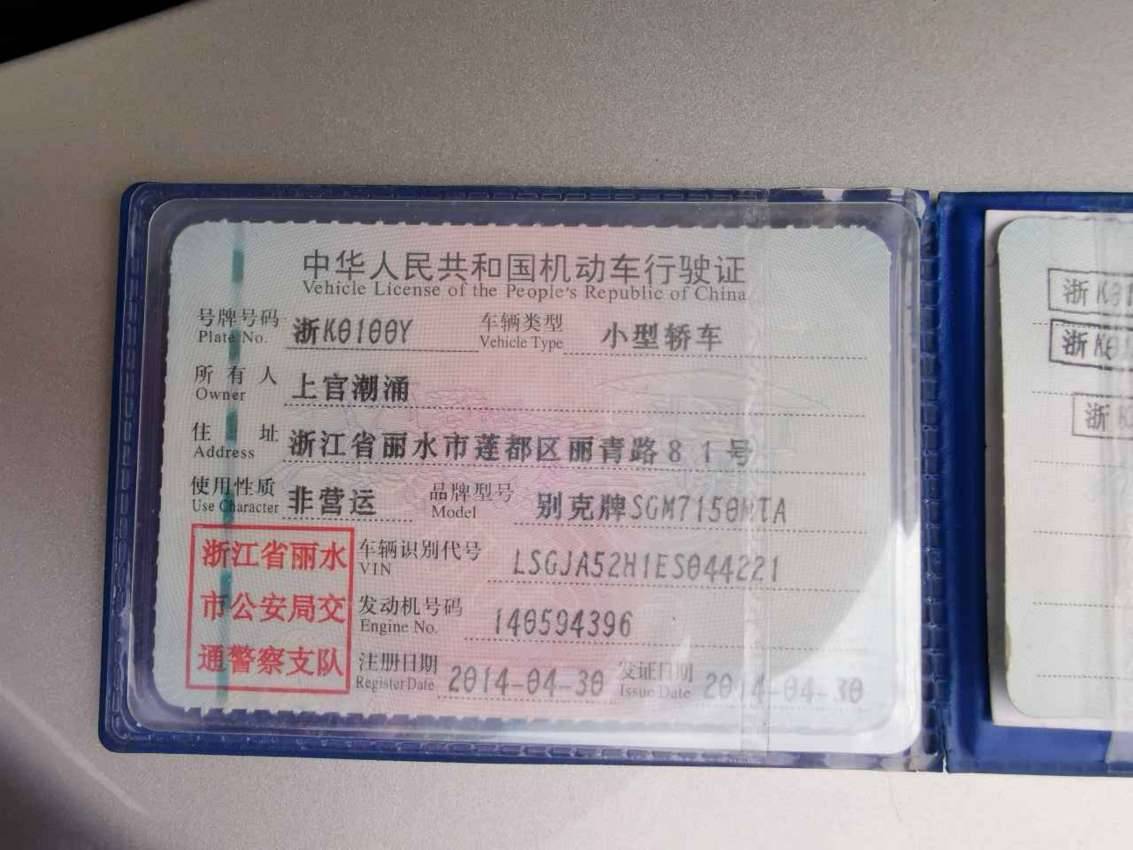 中华人民共和国机动车行驶证
Vehicle License of the People's Republic of China
号牌号码 浙K0100Y 车辆类型 小型轿车
Plate No. Vehicle Type
所有人 上官潮涌
Owner
住址 浙江省丽水市莲都区丽青路81号
Address
使用性质 非营运 品牌型号 别克牌SGM7150MTA
Use Character Model
浙江省丽水
市公安局交
通警察支队
车辆识别代号 LSGJA52H1ES044221
VIN
发动机号码 140594396
Engine No.
注册日期 2014-04-30 发证日期 2014-04-30
Register Date Issue Date
浙K01
浙K0
浙K